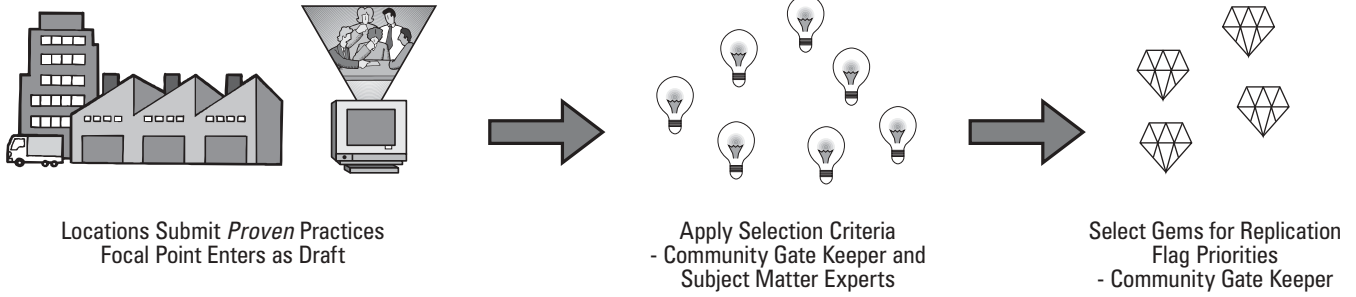 Locations Submit Proven Practices
Focal Point Enters as Draft
Apply Selection Criteria
- Community Gate Keeper and
Subject Matter Experts
Select Gems for Replication
Flag Priorities
- Community Gate Keeper